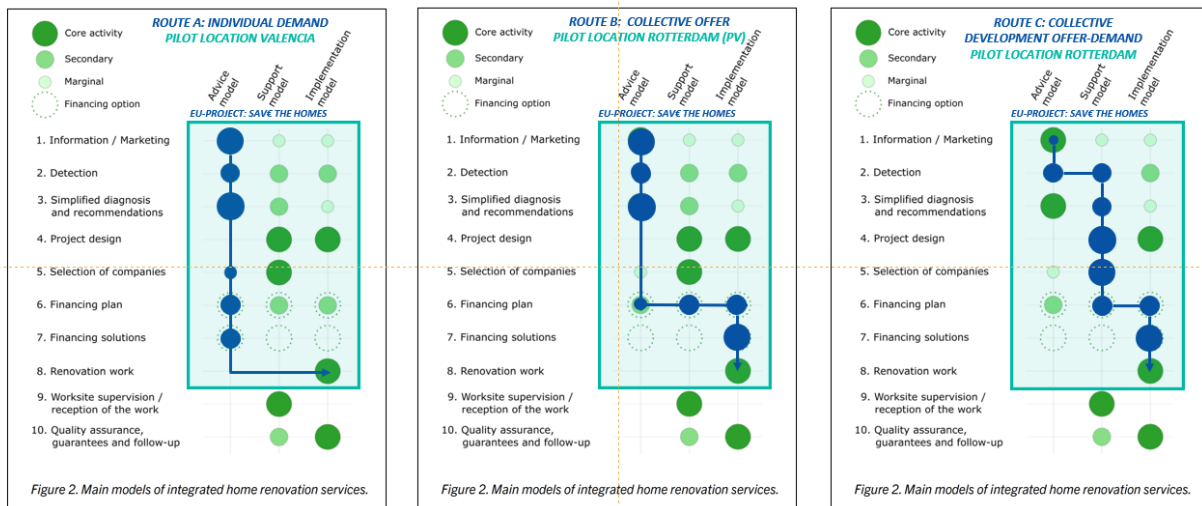 ROUTE A: INDIVIDUAL DEMAND
PILOT LOCATION VALENCIA
Core activity
Secondary
Marginal
Financing option
Advice model
Support model
Implementation model
EU-PROJECT: SAV€ THE HOMES
1. Information / Marketing
2. Detection
3. Simplified diagnosis
and recommendations
4. Project design
5. Selection of companies
6. Financing plan
7. Financing solutions
8. Renovation work
9. Worksite supervision /
reception of the work
10. Quality assurance,
guarantees and follow-up
Figure 2. Main models of integrated home renovation services.
ROUTE B: COLLECTIVE OFFER
PILOT LOCATION ROTTERDAM (PV)
Core activity
Secondary
Marginal
Financing option
Advice model
Support model
Implementation model
EU-PROJECT: SAV€ THE HOMES
1. Information / Marketing
2. Detection
3. Simplified diagnosis
and recommendations
4. Project design
5. Selection of companies
6. Financing plan
7. Financing solutions
8. Renovation work
9. Worksite supervision /
reception of the work
10. Quality assurance,
guarantees and follow-up
Figure 2. Main models of integrated home renovation services.
ROUTE C: COLLECTIVE
DEVELOPMENT OFFER-DEMAND
PILOT LOCATION ROTTERDAM
Core activity
Secondary
Marginal
Financing option
Advice model
Support model
Implementation model
EU-PROJECT: SAV€ THE HOMES
1. Information / Marketing
2. Detection
3. Simplified diagnosis
and recommendations
4. Project design
5. Selection of companies
6. Financing plan
7. Financing solutions
8. Renovation work
9. Worksite supervision /
reception of the work
10. Quality assurance,
guarantees and follow-up
Figure 2. Main models of integrated home renovation services.